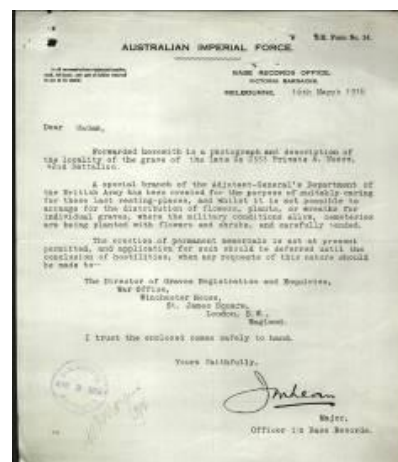 AUSTRALIAN IMPERIAL FORCE.
BASE RECORDS OFFICE,
VICTORIA BARRACKS,
MELBOURNE, 16th March 1918
Dear Madam,
Forwarded herewith is a photograph and description of
the locality of the grave of the late No Private A.
42nd Battalion.
A special branch of the Adjutant-General's Department of
the British Army has been created for the purpose of suitably caring
for these last resting-places, and whilst it is not possible to
arrange for the distribution of flowers, plants, or wreaths for
individual graves, where the military conditions allow, cemeteries
are being planted with flowers and shrubs, and carefully tended.
The erection of permanent memorials is not at present
permitted, and application for such should be deferred until the
conclusion of hostilities, when any requests of this nature should
be made to--
The Director of Graves Registration and Enquiries,
War Office,
Winchester House,
St. James Square,
London, S.W.,
England.
I trust the enclosed comes safely to hand.
Yours faithfully,
Major,
Officer i/c Base Records.